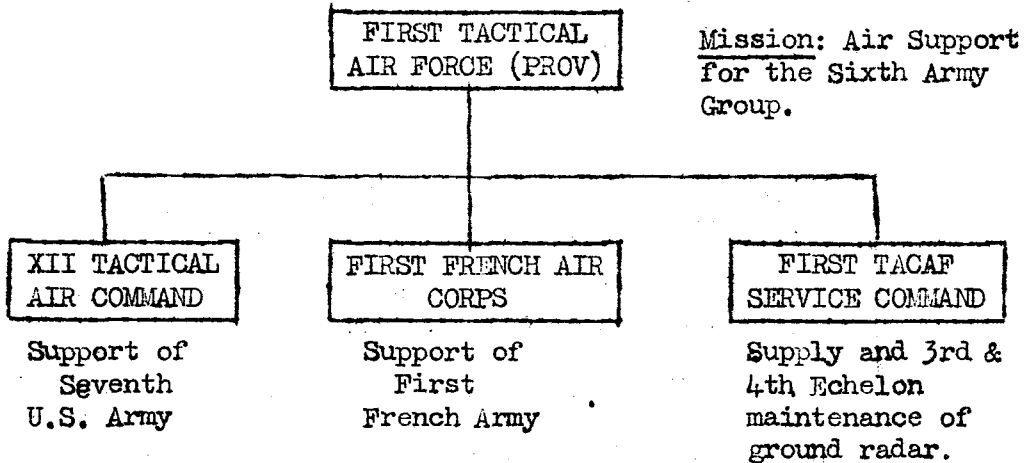 FIRST TACTICAL
AIR FORCE (PROV)
Mission: Air Support
for the Sixth Army
Group.
XII TACTICAL
AIR COMMAND
FIRST FRENCH AIR
CORPS
FIRST TACAF
SERVICE COMMAND
Support of
Seventh
U.S. Army
Support of
First
French Army
Supply and 3rd &
4th Echelon
maintenance of
ground radar.